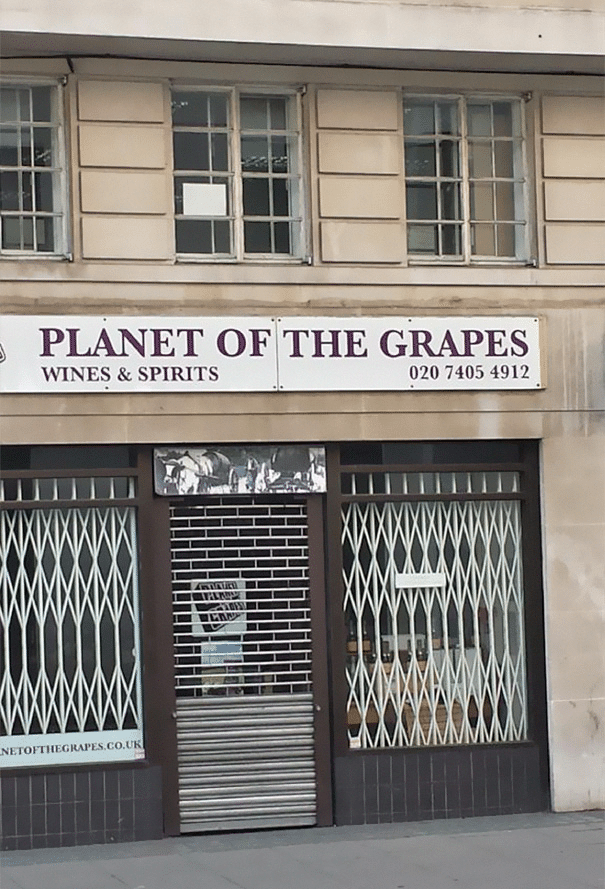 PLANET OF THE GRAPES
WINES & SPIRITS
020 7405 4912
NETOFTHEGRAPES.CO.UK